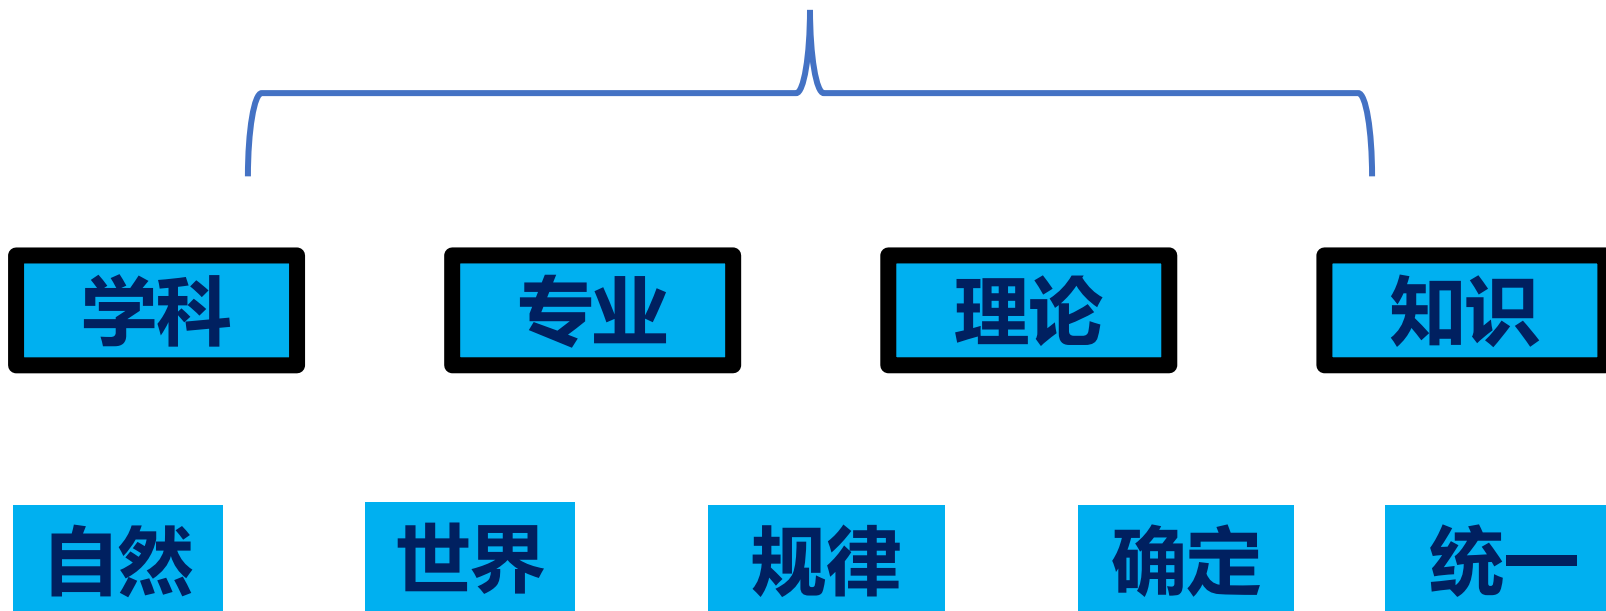 学科 专业 理论 知识
自然 世界 规律 确定 统一